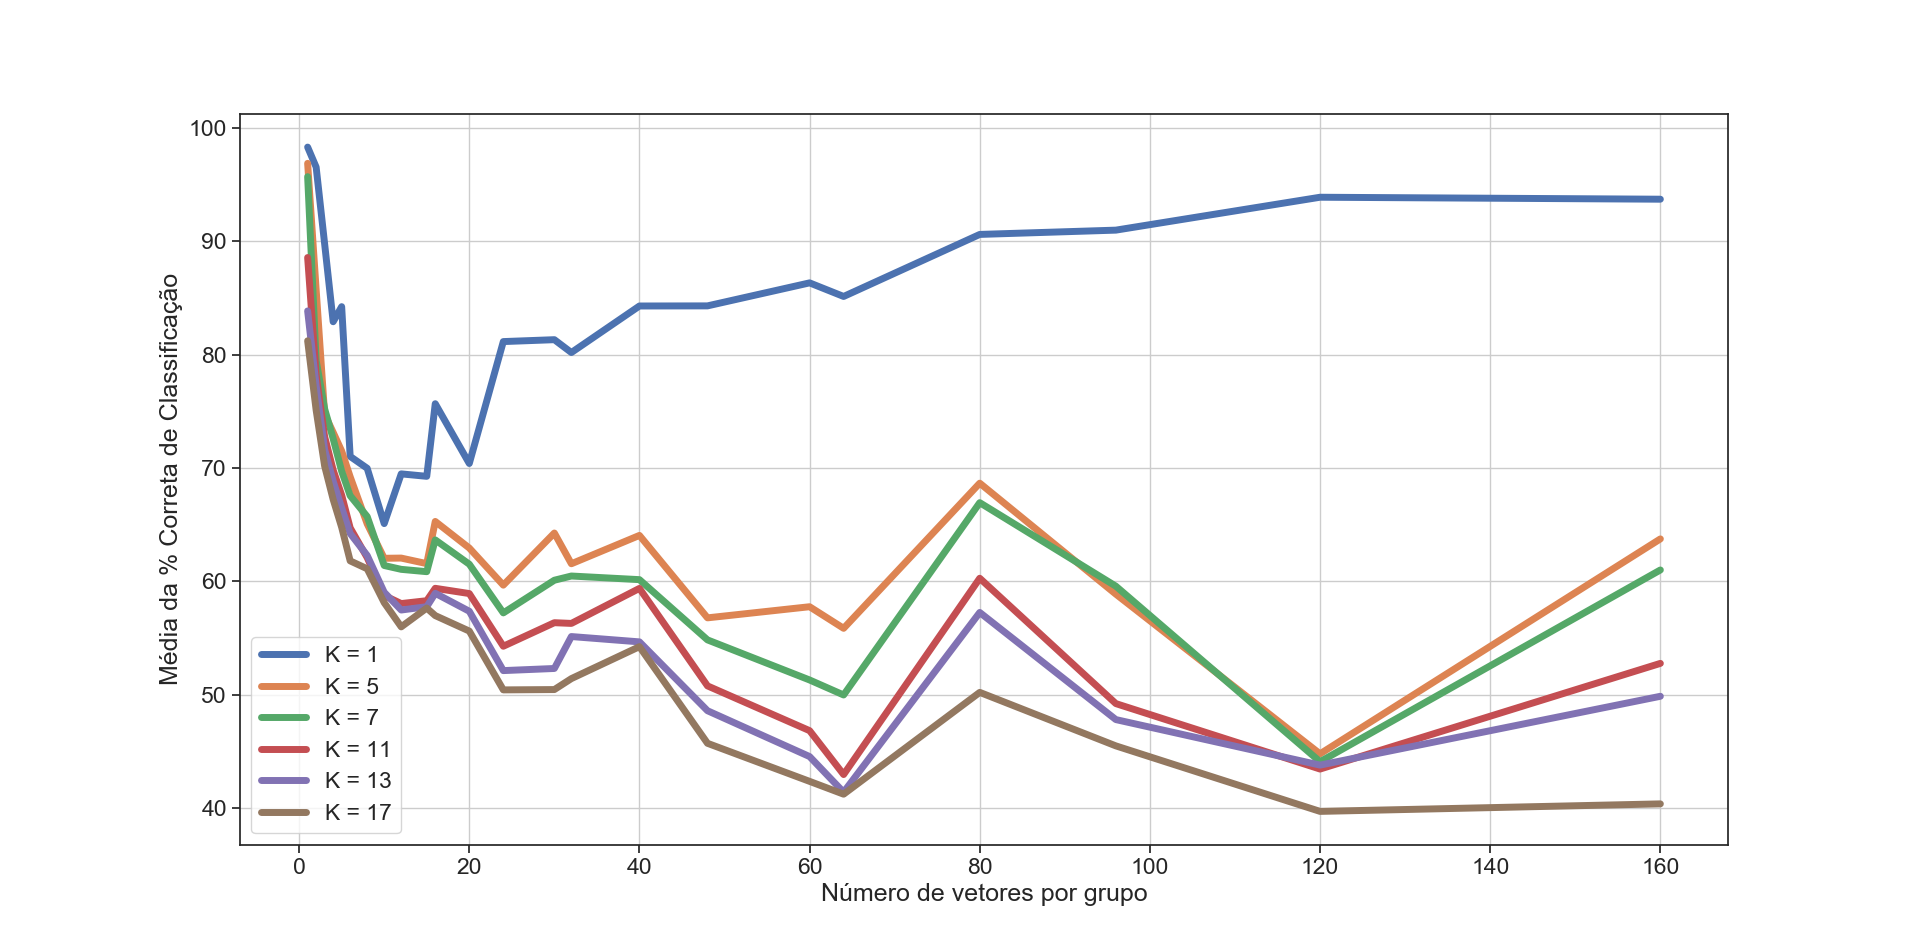 100
90
80
70
60
50
40
Média da % Correta de Classificação
K = 1
K = 5
K = 7
K = 11
K = 13
K = 17
0 20 40 60 80 100 120 140 160
Número de vetores por grupo